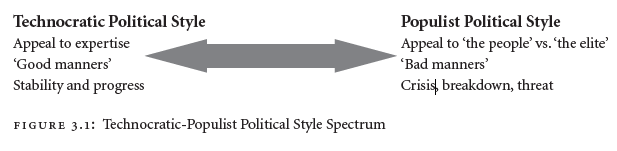 Technocratic Political Style
Appeal to expertise
‘Good manners’
Stability and progress
Populist Political Style
Appeal to ‘the people’ vs. ‘the elite’
‘Bad manners’
Crisis, breakdown, threat
FIGURE 3.1: Technocratic-Populist Political Style Spectrum